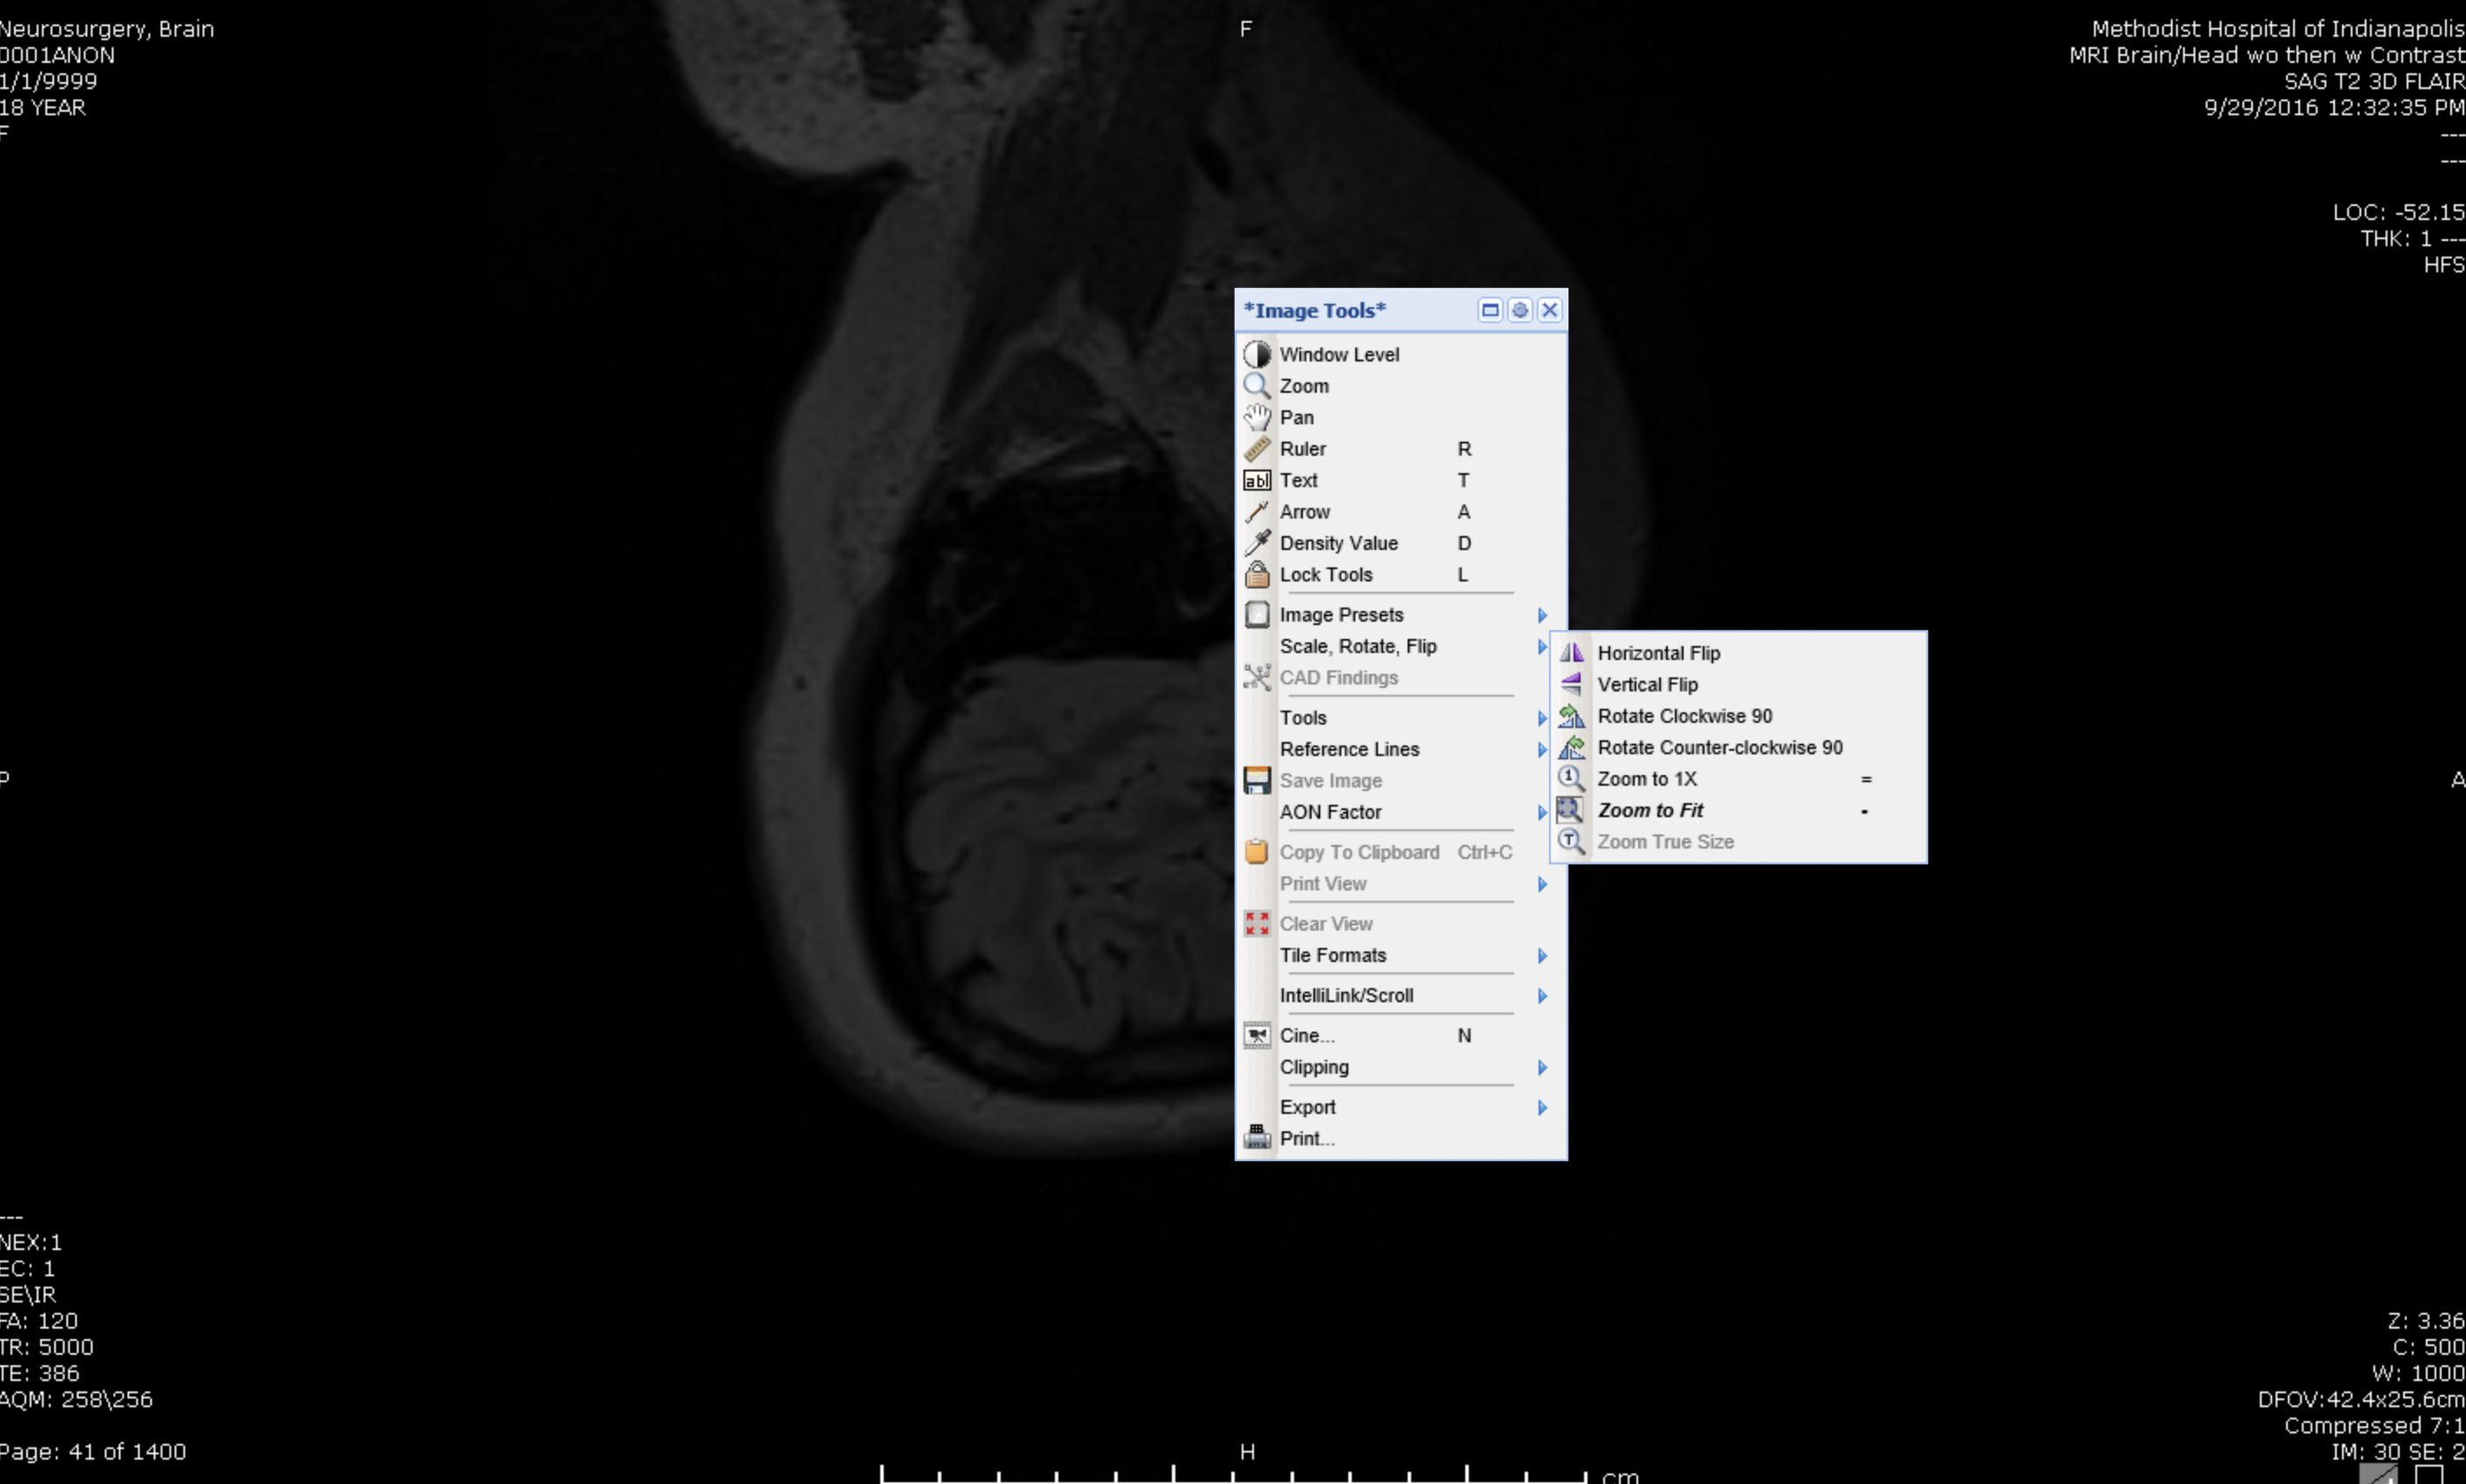 Neurosurgery, Brain
0001ANON
1/1/9999
18 YEAR
F
F
Methodist Hospital of Indianapolis
MRI Brain/Head wo then w Contrast
SAG T2 3D FLAIR
9/29/2016 12:32:35 PM
---
---
LOC: -52.15
THK: 1 ---
HFS
*Image Tools*
Window Level
Zoom
Pan
Ruler R
abl Text T
Arrow A
Density Value D
Lock Tools L
Image Presets
Scale, Rotate, Flip
CAD Findings
Tools
Reference Lines
Save Image
AON Factor
Copy To Clipboard Ctrl+C
Print View
Clear View
Tile Formats
IntelliLink/Scroll
Cine... N
Clipping
Export
Print...
Horizontal Flip
Vertical Flip
Rotate Clockwise 90
Rotate Counter-clockwise 90
1 Zoom to 1X =
Zoom to Fit -
T Zoom True Size
P
A
---
NEX:1
EC: 1
SE\IR
FA: 120
TR: 5000
TE: 386
AQM: 258\256
Page: 41 of 1400
H
cm
Z: 3.36
C: 500
W: 1000
DFOV:42.4x25.6cm
Compressed 7:1
IM: 30 SE: 2